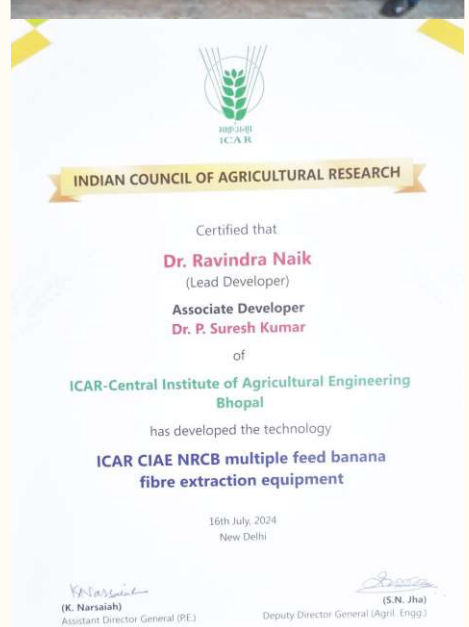 ICAR
INDIAN COUNCIL OF AGRICULTURAL RESEARCH
Certified that
Dr. Ravindra Naik
(Lead Developer)
Associate Developer
Dr. P. Suresh Kumar
of
ICAR-Central Institute of Agricultural Engineering
Bhopal
has developed the technology
ICAR CIAE NRCB multiple feed banana
fibre extraction equipment
16th July, 2024
New Delhi
(K. Narsaiah)
Assistant Director General (P.E.)
(S.N. Jha)
Deputy Director General (Agril. Engg.)